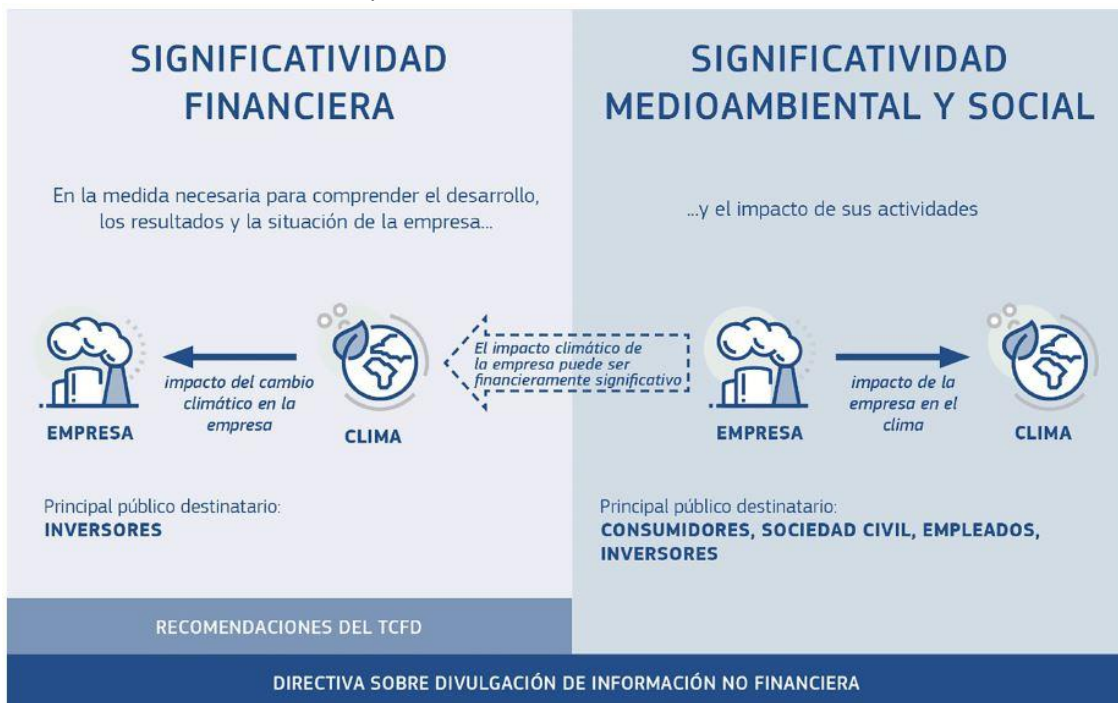 SIGNIFICATIVIDAD
FINANCIERA
En la medida necesaria para comprender el desarrollo,
los resultados y la situación de la empresa...
EMPRESA
impacto del cambio
climático en la
empresa
CLIMA
Principal público destinatario:
INVERSORES
RECOMENDACIONES DEL TCFD
El impacto climático de
la empresa puede ser
financieramente significativo
SIGNIFICATIVIDAD
MEDIOAMBIENTAL Y SOCIAL
...y el impacto de sus actividades
EMPRESA
impacto de la
empresa en el
clima
CLIMA
Principal público destinatario:
CONSUMIDORES, SOCIEDAD CIVIL, EMPLEADOS,
INVERSORES
DIRECTIVA SOBRE DIVULGACIÓN DE INFORMACIÓN NO FINANCIERA